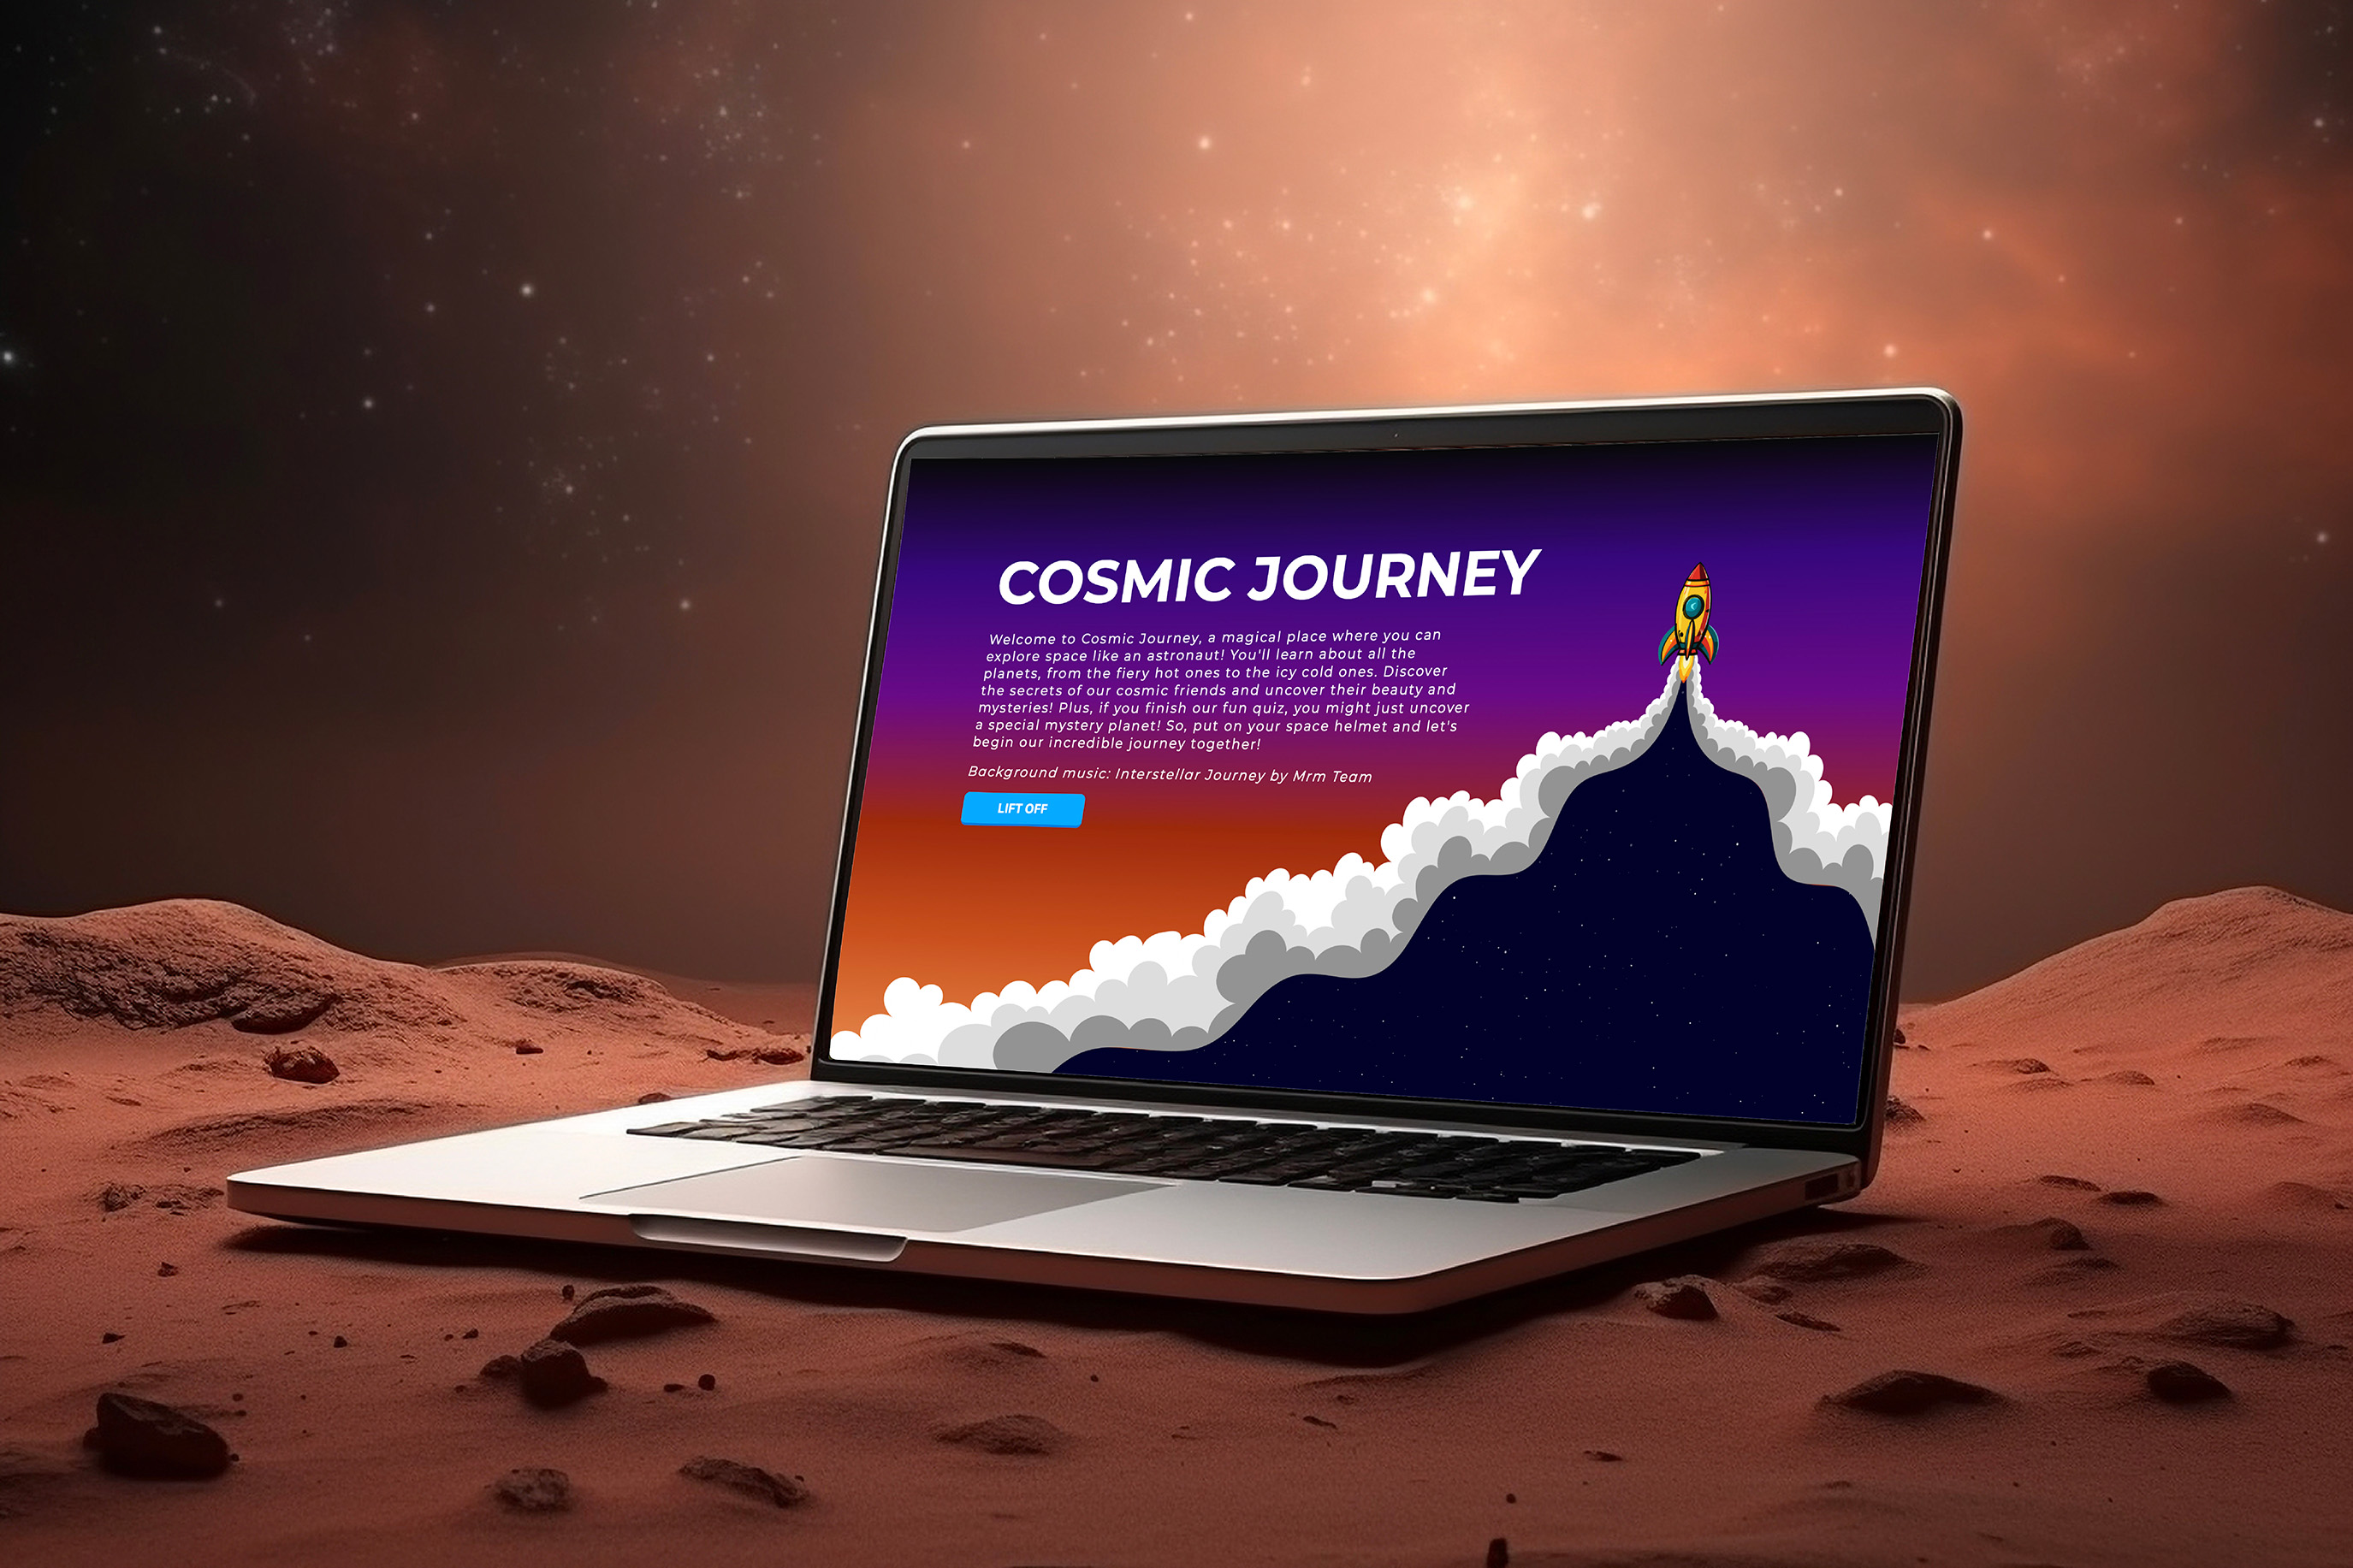 COSMIC JOURNEY
Welcome to Cosmic Journey, a magical place where you can
explore space like an astronaut! You'll learn about all the
planets, from the fiery hot ones to the icy cold ones. Discover
the secrets of our cosmic friends and uncover their beauty and
mysteries! Plus, if you finish our fun quiz, you might just uncover
a special mystery planet! So, put on your space helmet and let's
begin our incredible journey together!
Background music: Interstellar Journey by Mrm Team
LIFT OFF